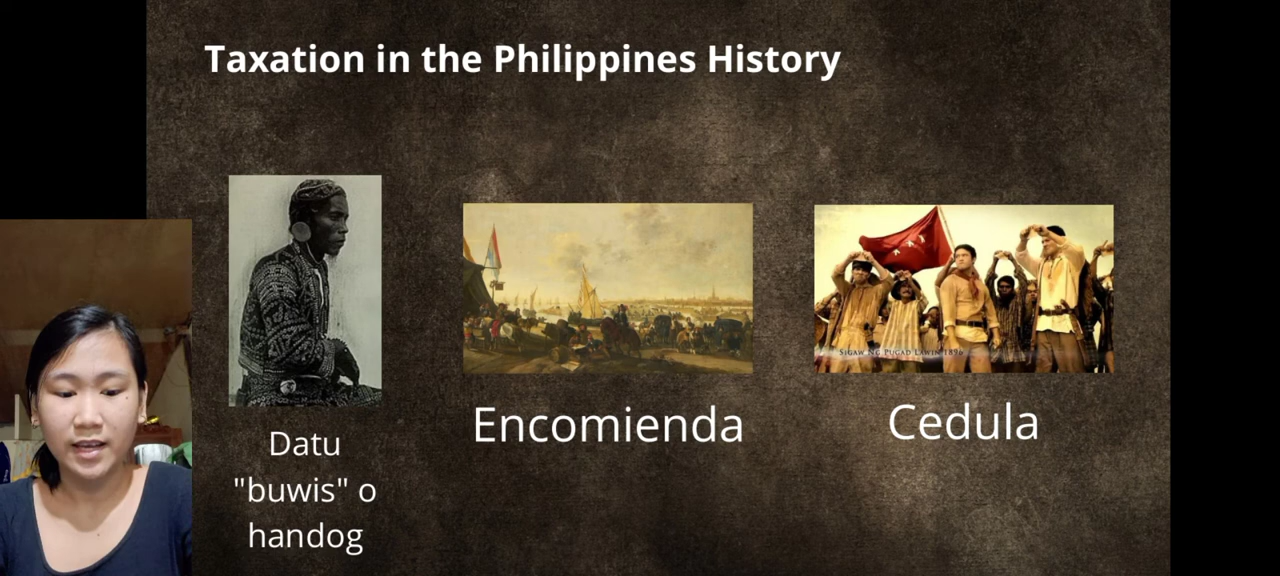 Taxation in the Philippines History
SIGAW NG PUGAD LAWIN 1896
Datu
"buwis" o
handog
Encomienda
Cedula